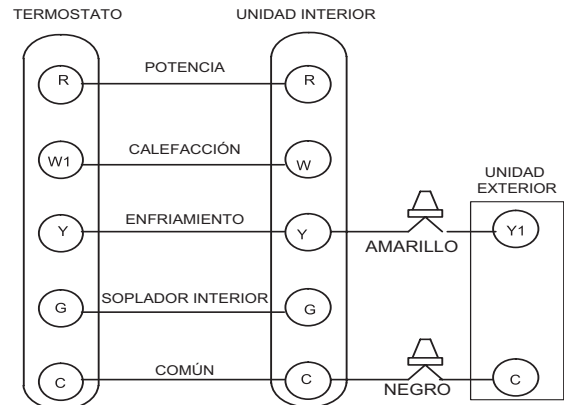 TERMOSTATO
UNIDAD INTERIOR
R
POTENCIA
R
W1
CALEFACCIÓN
W
UNIDAD
EXTERIOR
Y
ENFRIAMIENTO
Y
AMARILLO
Y1
G
SOPLADOR INTERIOR
G
C
COMÚN
C
NEGRO
C